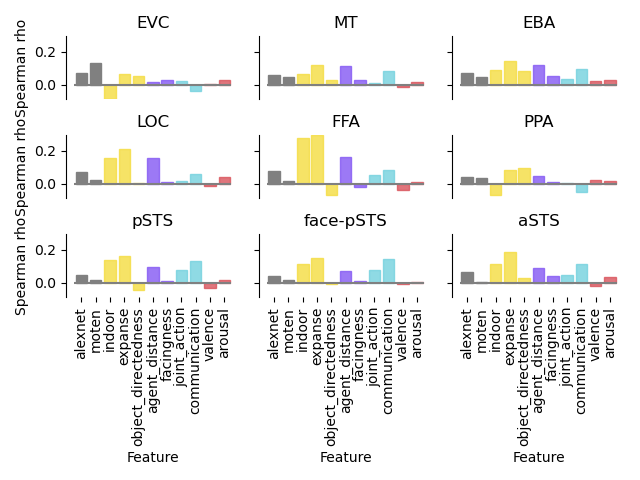 EVC MT EBA
Spearman rho
0.2
0.0
LOC FFA PPA
Spearman rho
0.2
0.0
pSTS face-pSTS aSTS
Spearman rho
0.2
0.0
alexnet moten indoor expanse object_directedness agent_distance facingness joint_action communication valence arousal
alexnet moten indoor expanse object_directedness agent_distance facingness joint_action communication valence arousal
alexnet moten indoor expanse object_directedness agent_distance facingness joint_action communication valence arousal
Feature Feature Feature